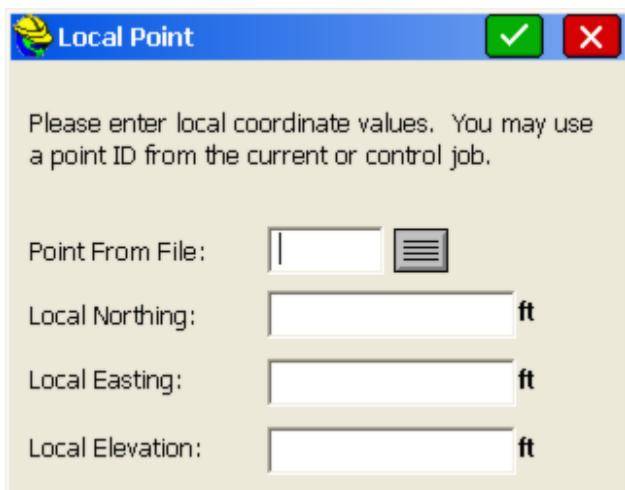 Local Point
Please enter local coordinate values.  You may use
a point ID from the current or control job.
Point From File:
Local Northing: ft
Local Easting: ft
Local Elevation: ft